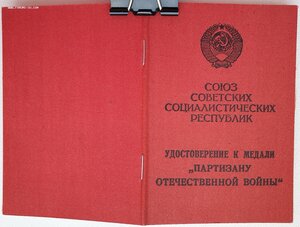 СОЮЗ
СОВЕТСКИХ
СОЦИАЛИСТИЧЕСКИХ
РЕСПУБЛИК
УДОСТОВЕРЕНИЕ К МЕДАЛИ
„ПАРТИЗАНУ
ОТЕЧЕСТВЕННОЙ ВОЙНЫ“